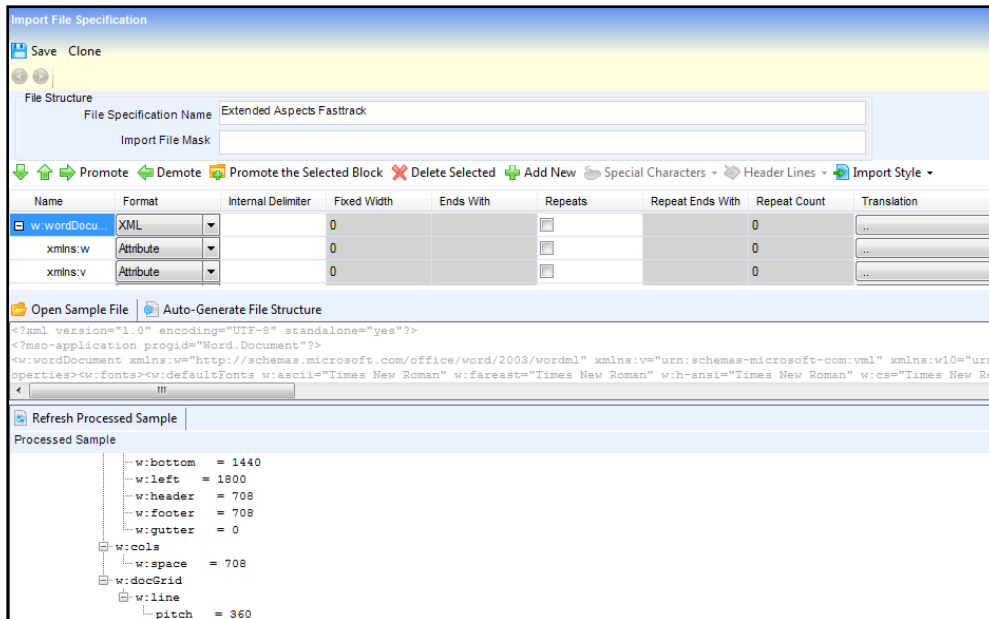 Import File Specification
Save Clone
File Structure
File Specification Name Extended Aspects Fasttrack
Import File Mask
Promote Demote Promote the Selected Block Delete Selected Add New Special Characters Header Lines Import Style
Name Format Internal Delimiter Fixed Width Ends With Repeats Repeat Ends With Repeat Count Translation
w:wordDocu... XML 0 0 ..
xmlns:w Attribute 0 0 ..
xmlns:v Attribute 0 0 ..
Open Sample File Auto-Generate File Structure
<?xml version="1.0" encoding="UTF-8" standalone="yes"?>
<?mso-application progid="Word.Document"?>
<w:wordDocument xmlns:w="http://schemas.microsoft.com/office/word/2003/wordml" xmlns:v="urn:schemas-microsoft-com:vml" xmlns:w10="urn
operties><w:fonts><w:defaultFonts w:ascii="Times New Roman" w:fareast="Times New Roman" w:h-ansi="Times New Roman" w:cs="Times New Ro
Refresh Processed Sample
Processed Sample
w:bottom = 1440
w:left = 1800
w:header = 708
w:footer = 708
w:gutter = 0
w:cols
w:space = 708
w:docGrid
w:line
pitch = 360